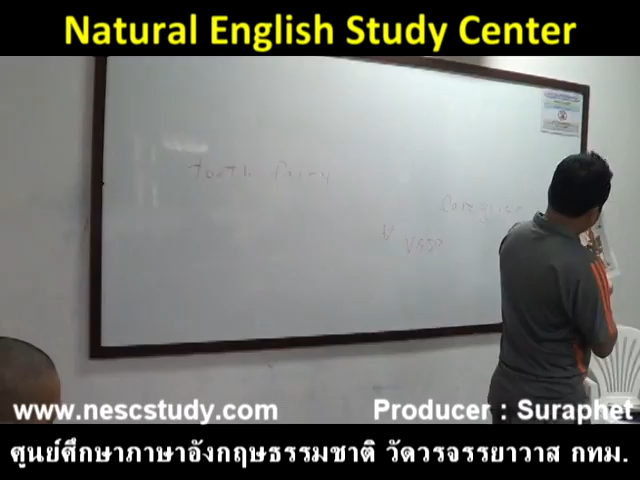 Natural English Study Center
Tooth Fairy
www.nescstudy.com
Producer : Suraphet
ศูนย์ศึกษาภาษาอังกฤษธรรมชาติ วัดวรจรรยาวาส กทม.